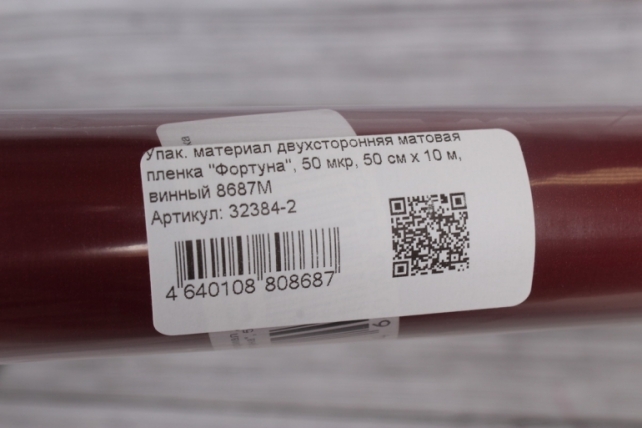 Упак. материал двухсторонняя матовая
пленка "Фортуна", 50 мкр, 50 см x 10 м,
винный 8687М
Артикул: 32384-2
4 640108 808687